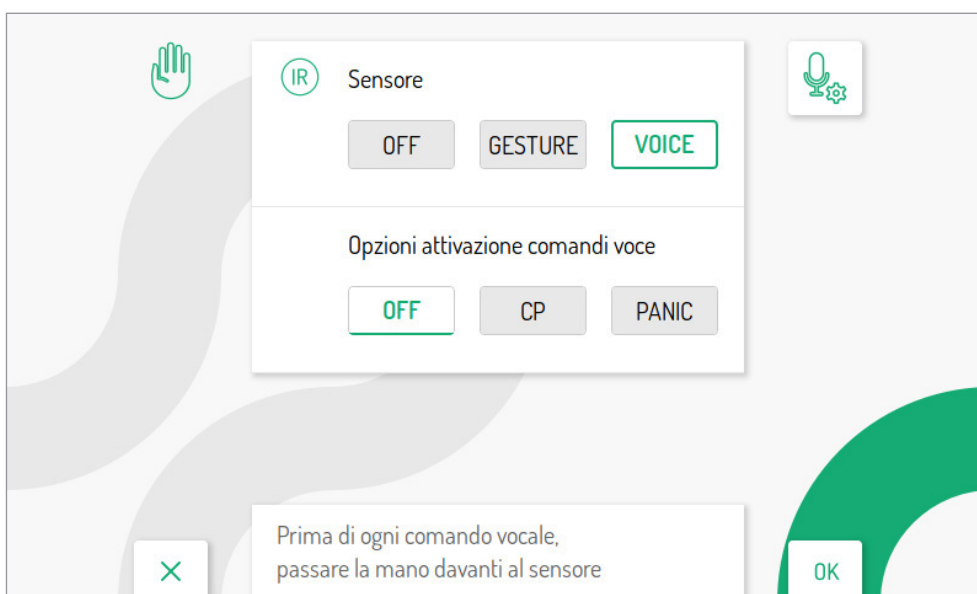 IR
Sensore
OFF GESTURE VOICE
Opzioni attivazione comandi voce
OFF CP PANIC
Prima di ogni comando vocale,
passare la mano davanti al sensore
OK